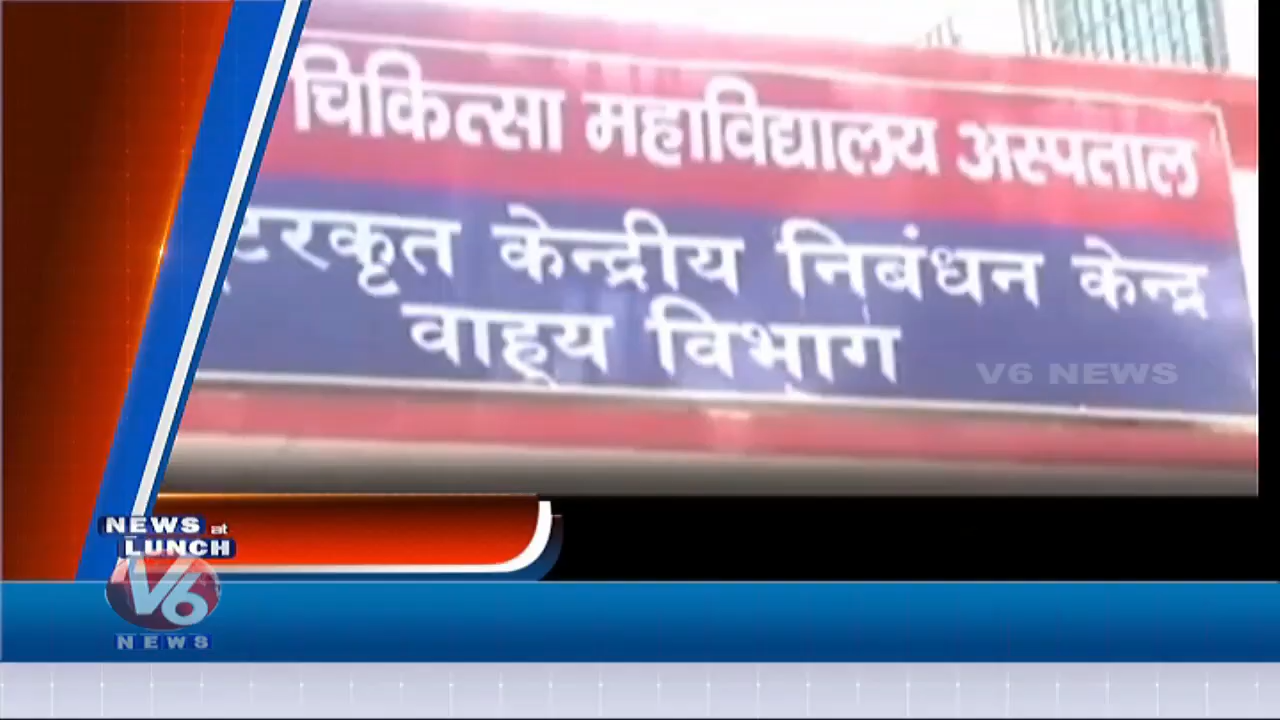 चिकित्सा महाविद्यालय अस्पताल
केन्द्रीय निबंधन केन्द्र
वाह्य विभाग
V6 NEWS
NEWS at
LUNCH
V6
NEWS